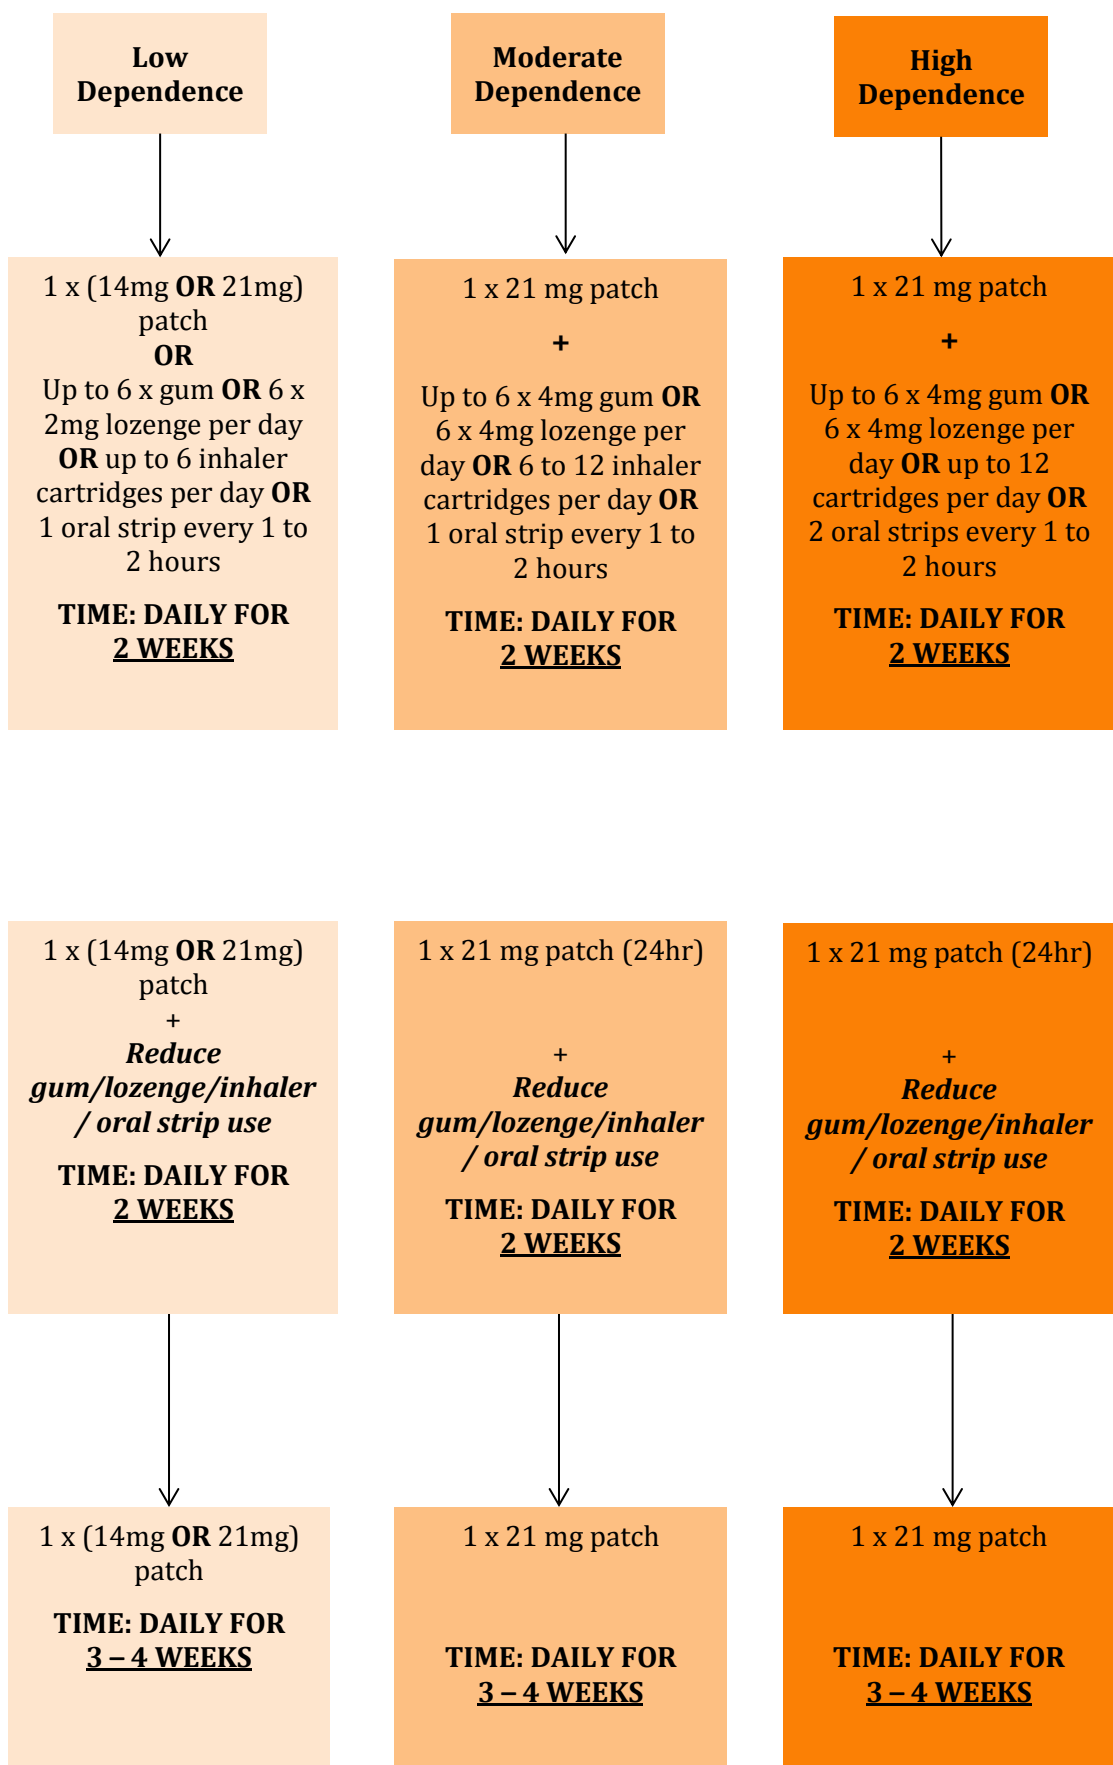 Low
Dependence
Moderate
Dependence
High
Dependence
1 x (14mg OR 21mg)
patch
OR
Up to 6 x gum OR 6 x
2mg lozenge per day
OR up to 6 inhaler
cartridges per day OR
1 oral strip every 1 to
2 hours
TIME: DAILY FOR
2 WEEKS
1 x 21 mg patch
+
Up to 6 x 4mg gum OR
6 x 4mg lozenge per
day OR 6 to 12 inhaler
cartridges per day OR
1 oral strip every 1 to
2 hours
TIME: DAILY FOR
2 WEEKS
1 x 21 mg patch
+
Up to 6 x 4mg gum OR
6 x 4mg lozenge per
day OR up to 12
cartridges per day OR
2 oral strips every 1 to
2 hours
TIME: DAILY FOR
2 WEEKS
1 x (14mg OR 21mg)
patch
+
Reduce
gum/lozenge/inhaler
/ oral strip use
TIME: DAILY FOR
2 WEEKS
1 x 21 mg patch (24hr)
+
Reduce
gum/lozenge/inhaler
/ oral strip use
TIME: DAILY FOR
2 WEEKS
1 x 21 mg patch (24hr)
+
Reduce
gum/lozenge/inhaler
/ oral strip use
TIME: DAILY FOR
2 WEEKS
1 x (14mg OR 21mg)
patch
TIME: DAILY FOR
3 – 4 WEEKS
1 x 21 mg patch
TIME: DAILY FOR
3 – 4 WEEKS
1 x 21 mg patch
TIME: DAILY FOR
3 – 4 WEEKS